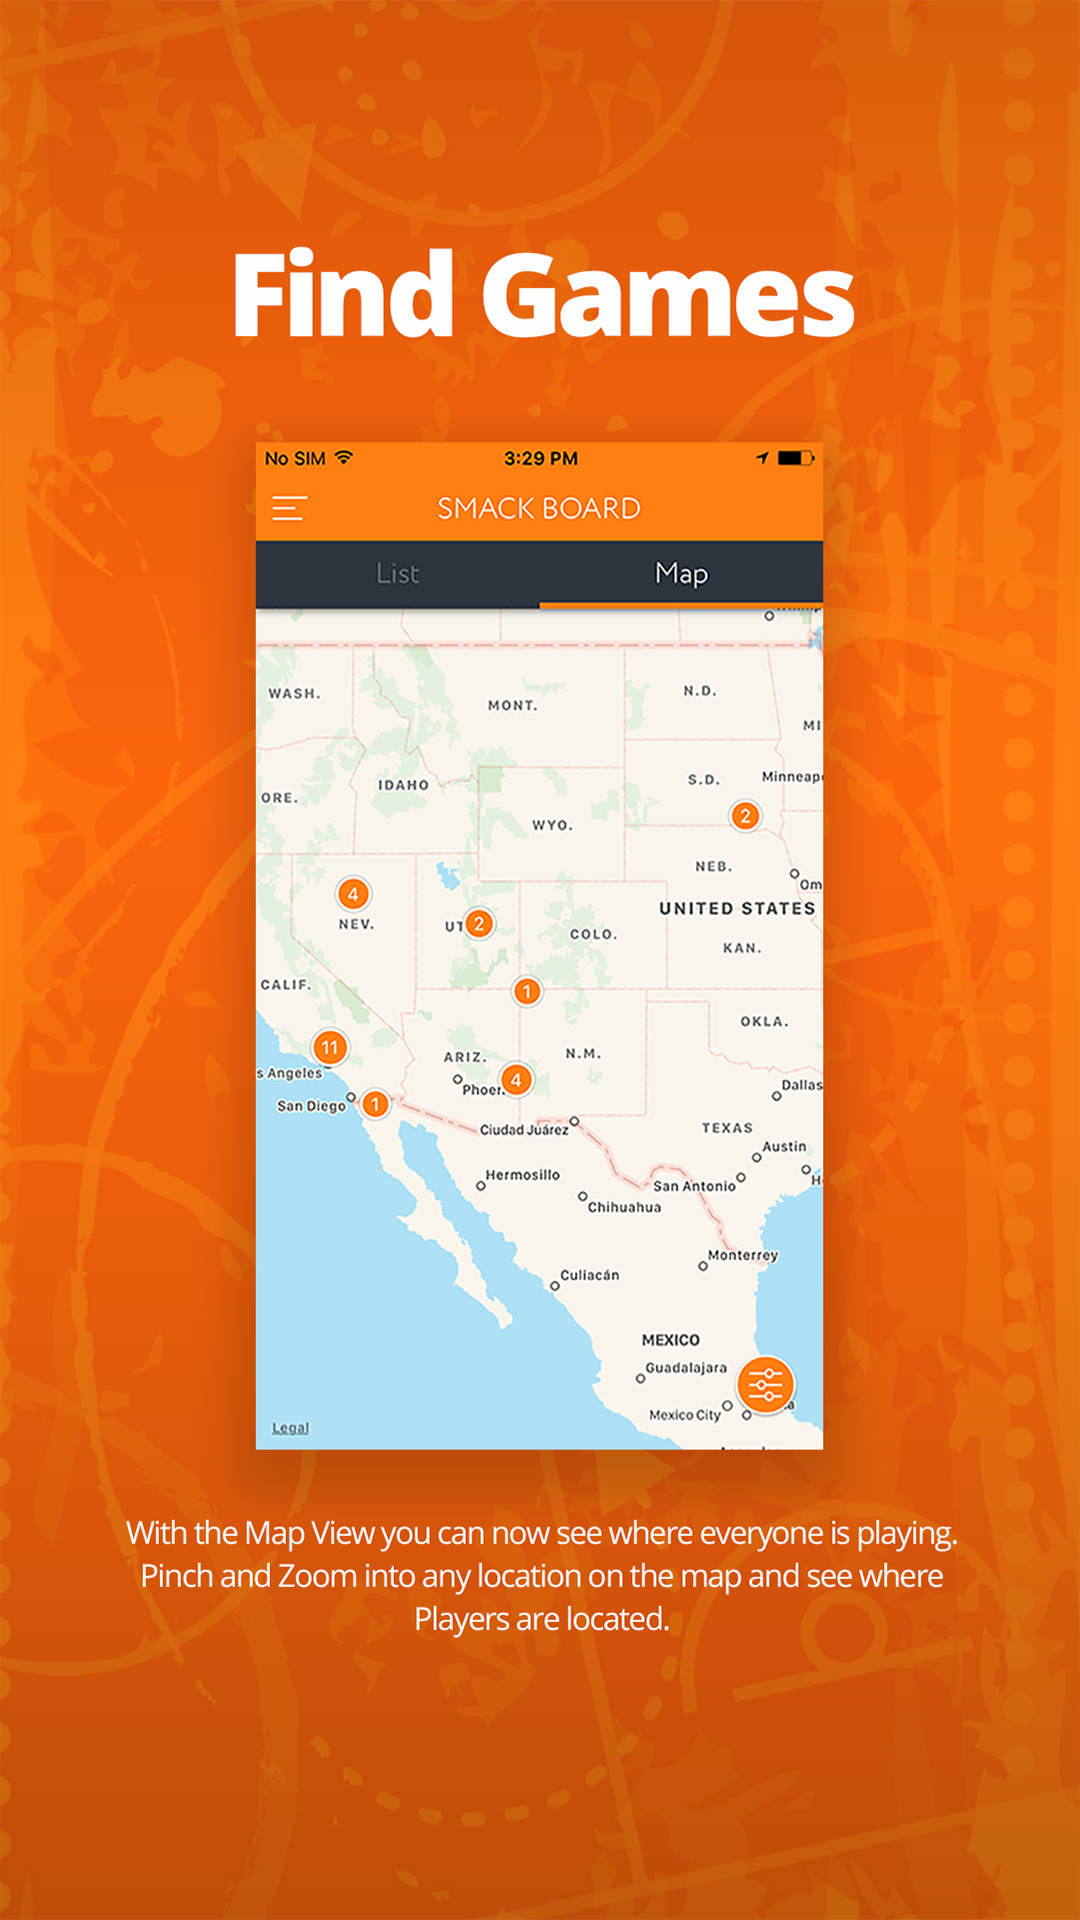 Find Games
No SIM 3:29 PM
SMACK BOARD
List Map
WASH.
MONT.
N.D.
MI
IDAHO
S.D.
Minneap
ORE.
2
WYO.
NEB.
Om
4
NEV.
UT 2
UNITED STATES
COLO.
KAN.
CALIF.
1
OKLA.
11
ARIZ.
N.M.
s Angeles
4
Phoen
Dallas
San Diego
1
Ciudad Juárez
TEXAS
Austin
Hermosillo
San Antonio
H
Chihuahua
Monterrey
Culiacán
MEXICO
Guadalajara
Mexico City
a
Legal
With the Map View you can now see where everyone is playing.
Pinch and Zoom into any location on the map and see where
Players are located.